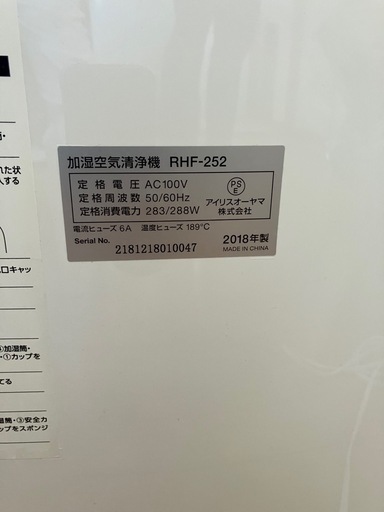 れた状
入する
口キャッ
①加湿筒・
・①カップを
てる
湿筒・③安全カ
ップをスポンジ
加湿空気清浄機 RHF-252
定格電圧 AC100V
定格周波数 50/60Hz
定格消費電力 283/288W
PS
E
アイリスオーヤマ
株式会社
電流ヒューズ 6A 温度ヒューズ 189℃
Serial No. 2181218010047
2018年製
MADE IN CHINA